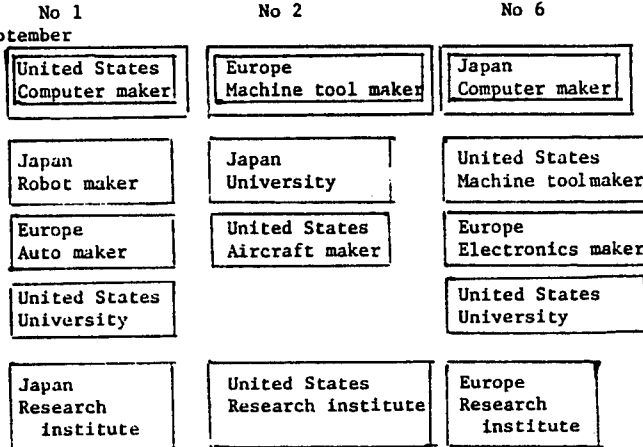 No 1 No 2 No 6
ptember
United States Europe Japan
Computer maker Machine tool maker Computer maker
Japan Japan United States
Robot maker University Machine toolmaker
Europe United States Europe
Auto maker Aircraft maker Electronics maker
United States United States
University University
Japan United States Europe
Research Research institute Research
institute institute